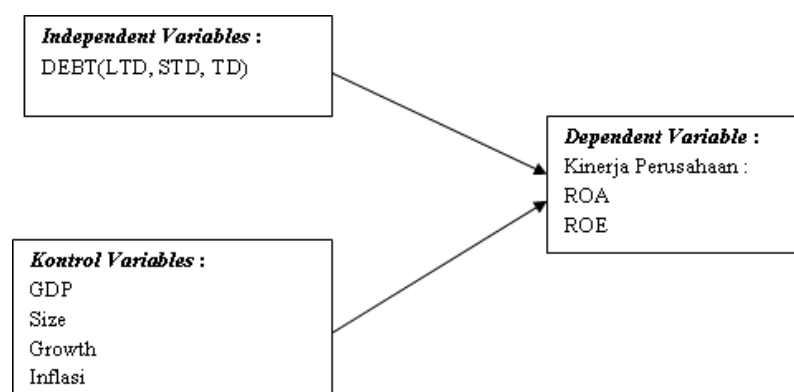 Independent Variables :
DEBT(LTD, STD, TD)
Dependent Variable :
Kinerja Perusahaan :
ROA
ROE
Kontrol Variables :
GDP
Size
Growth
Inflasi